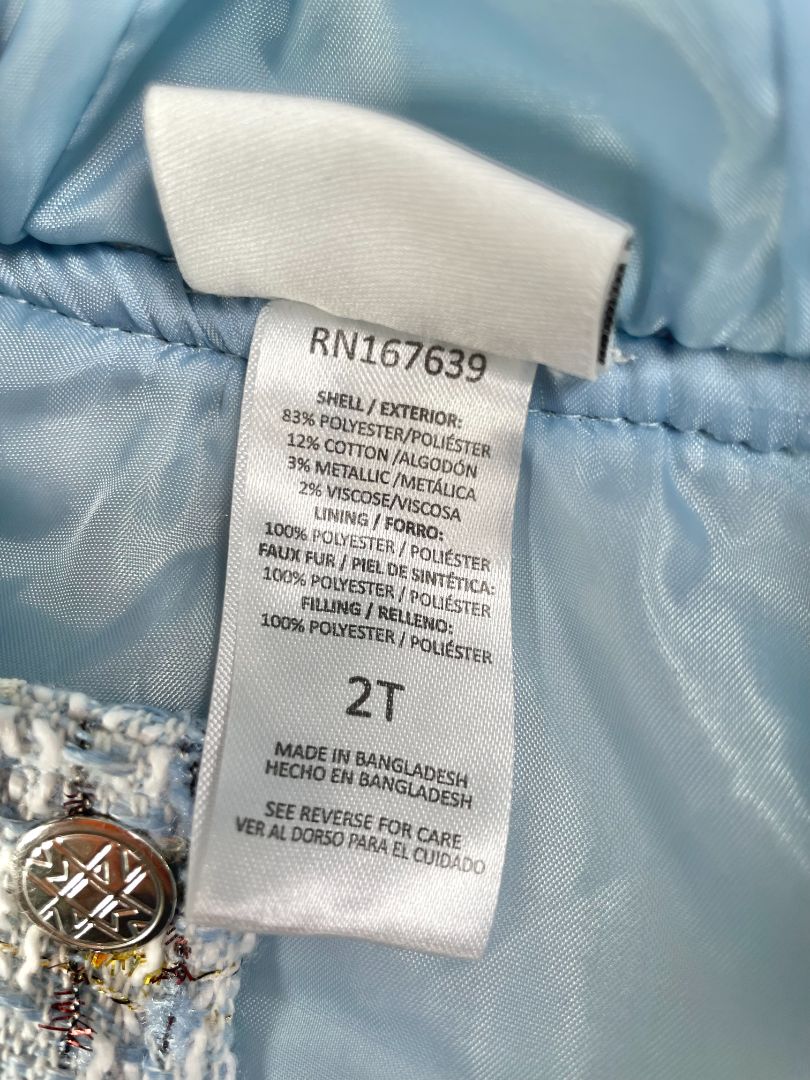 RN167639
SHELL / EXTERIOR:
83% POLYESTER/POLIÉSTER
12% COTTON /ALGODÓN
3% METALLIC /METÁLICA
2% VISCOSE/VISCOSA
LINING / FORRO:
100% POLYESTER / POLIÉSTER
FAUX FUR / PIEL DE SINTÉTICA:
100% POLYESTER / POLIÉSTER
FILLING / RELLENO:
100% POLYESTER / POLIÉSTER
2T
MADE IN BANGLADESH
HECHO EN BANGLADESH
SEE REVERSE FOR CARE
VER AL DORSO PARA EL CUIDADO